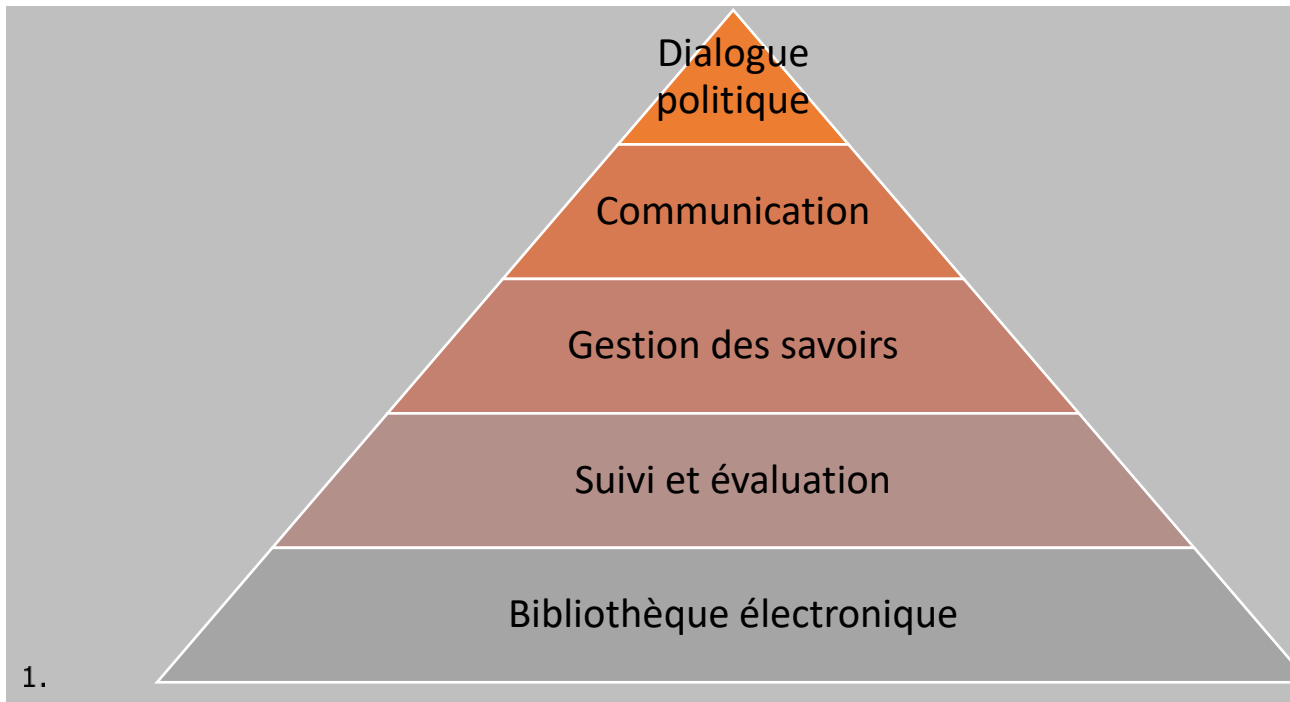 Dialogue
politique
Communication
Gestion des savoirs
Suivi et évaluation
Bibliothèque électronique
1.